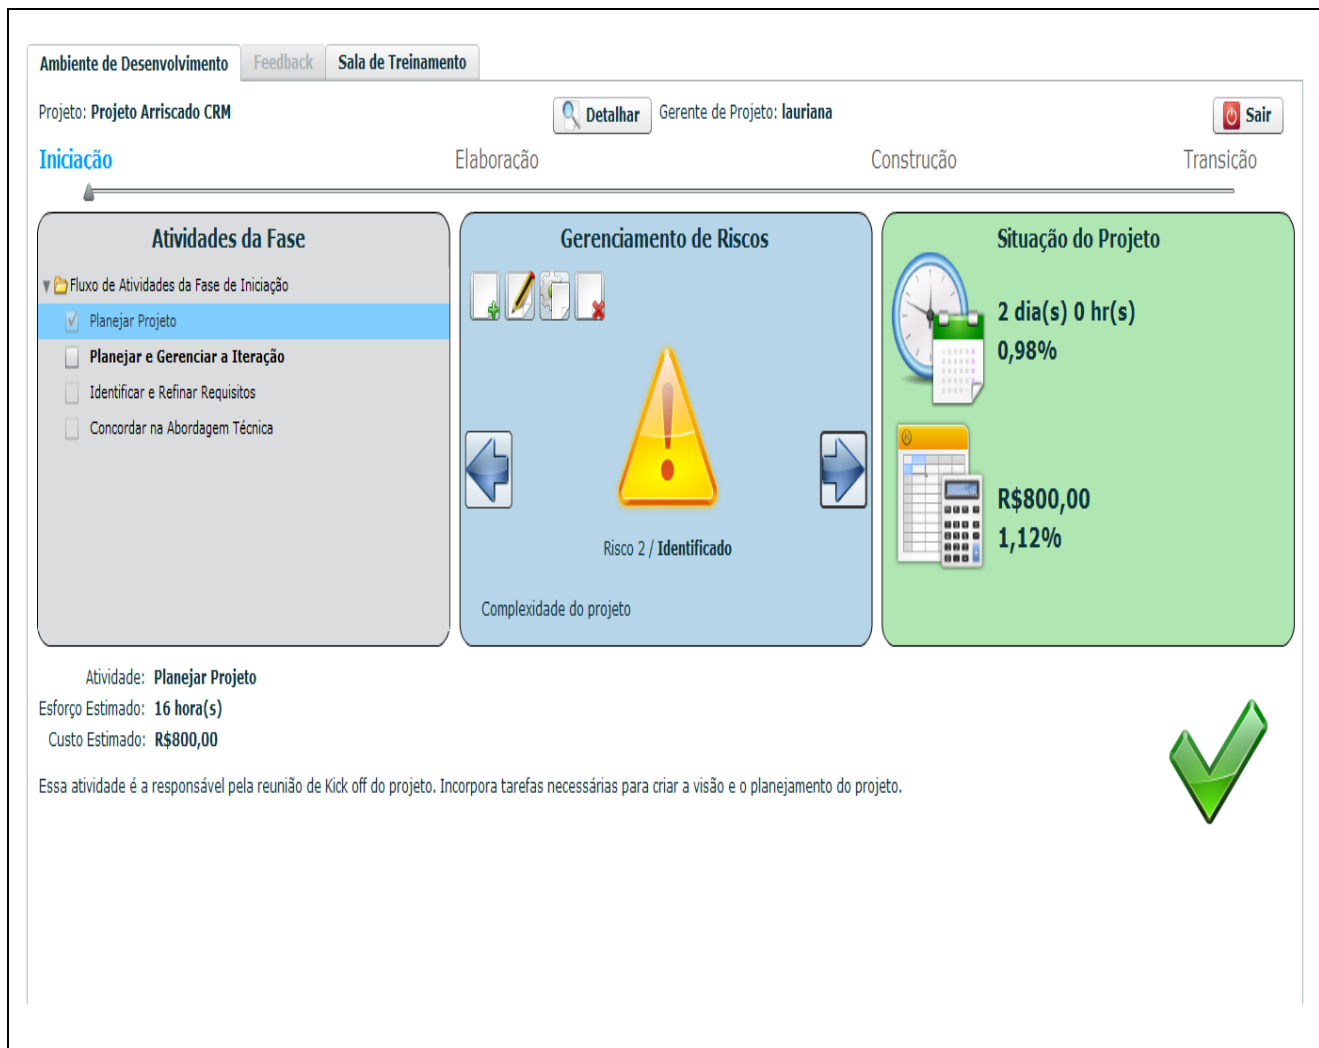 Ambiente de Desenvolvimento Feedback Sala de Treinamento
Projeto: Projeto Arriscado CRM Detalhar Gerente de Projeto: lauriana Sair
Iniciação Elaboração Construção Transição
Atividades da Fase
Fluxo de Atividades da Fase de Iniciação
Planejar Projeto
Planejar e Gerenciar a Iteração
Identificar e Refinar Requisitos
Concordar na Abordagem Técnica
Gerenciamento de Riscos
Risco 2 / Identificado
Complexidade do projeto
Situação do Projeto
2 dia(s) 0 hr(s)
0,98%
R$800,00
1,12%
Atividade: Planejar Projeto
Esforço Estimado: 16 hora(s)
Custo Estimado: R$800,00
Essa atividade é a responsável pela reunião de Kick off do projeto. Incorpora tarefas necessárias para criar a visão e o planejamento do projeto.